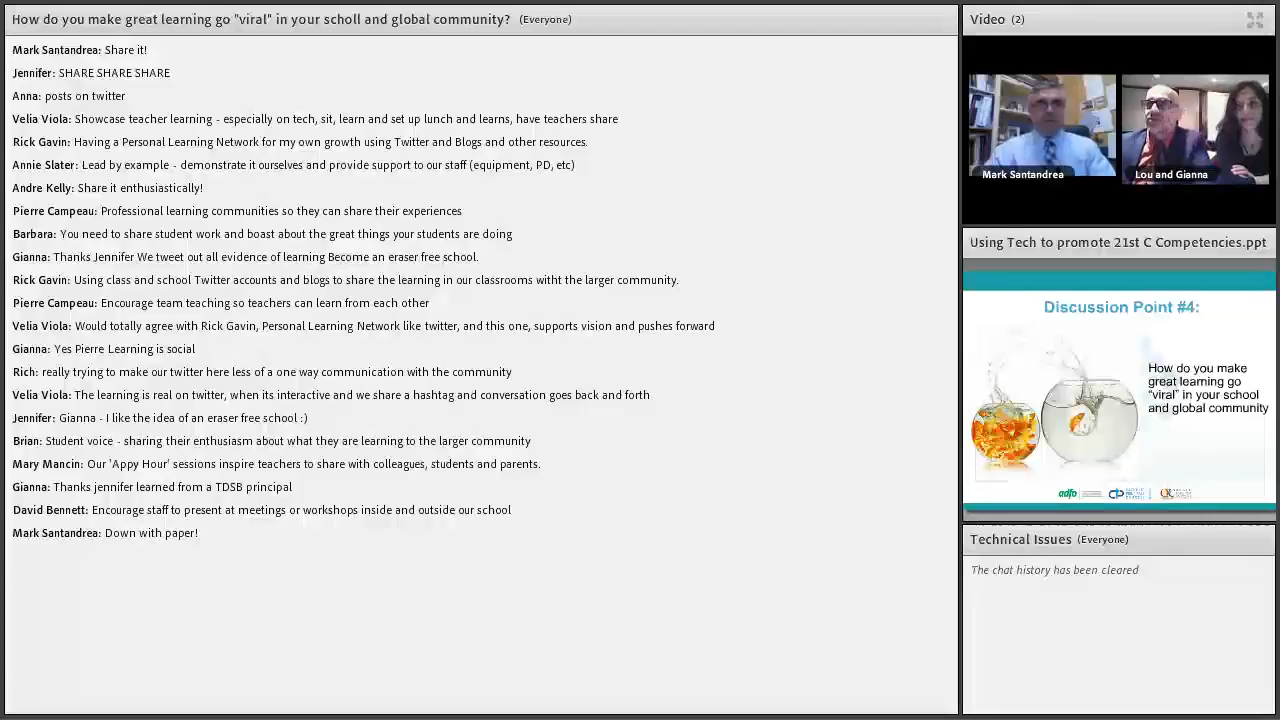 How do you make great learning go "viral" in your scholl and global community? (Everyone)
Mark Santandrea: Share it!
Jennifer: SHARE SHARE SHARE
Anna: posts on twitter
Velia Viola: Showcase teacher learning - especially on tech, sit, learn and set up lunch and learns, have teachers share
Rick Gavin: Having a Personal Learning Network for my own growth using Twitter and Blogs and other resources.
Annie Slater: Lead by example - demonstrate it ourselves and provide support to our staff (equipment, PD, etc)
Andre Kelly: Share it enthusiastically!
Pierre Campeau: Professional learning communities so they can share their experiences
Barbara: You need to share student work and boast about the great things your students are doing
Gianna: Thanks Jennifer We tweet out all evidence of learning Become an eraser free school.
Rick Gavin: Using class and school Twitter accounts and blogs to share the learning in our classrooms witht the larger community.
Pierre Campeau: Encourage team teaching so teachers can learn from each other
Velia Viola: Would totally agree with Rick Gavin, Personal Learning Network like twitter, and this one, supports vision and pushes forward
Gianna: Yes Pierre Learning is social
Rich: really trying to make our twitter here less of a one way communication with the community
Velia Viola: The learning is real on twitter, when its interactive and we share a hashtag and conversation goes back and forth
Jennifer: Gianna - I like the idea of an eraser free school :)
Brian: Student voice - sharing their enthusiasm about what they are learning to the larger community
Mary Mancin: Our 'Appy Hour' sessions inspire teachers to share with colleagues, students and parents.
Gianna: Thanks jennifer learned from a TDSB principal
David Bennett: Encourage staff to present at meetings or workshops inside and outside our school
Mark Santandrea: Down with paper!
Video (2)
Mark Santandrea
Lou and Gianna
Using Tech to promote 21st C Competencies.ppt
Discussion Point #4:
How do you make
great learning go
"viral" in your school
and global community
adfo
Technical Issues (Everyone)
The chat history has been cleared